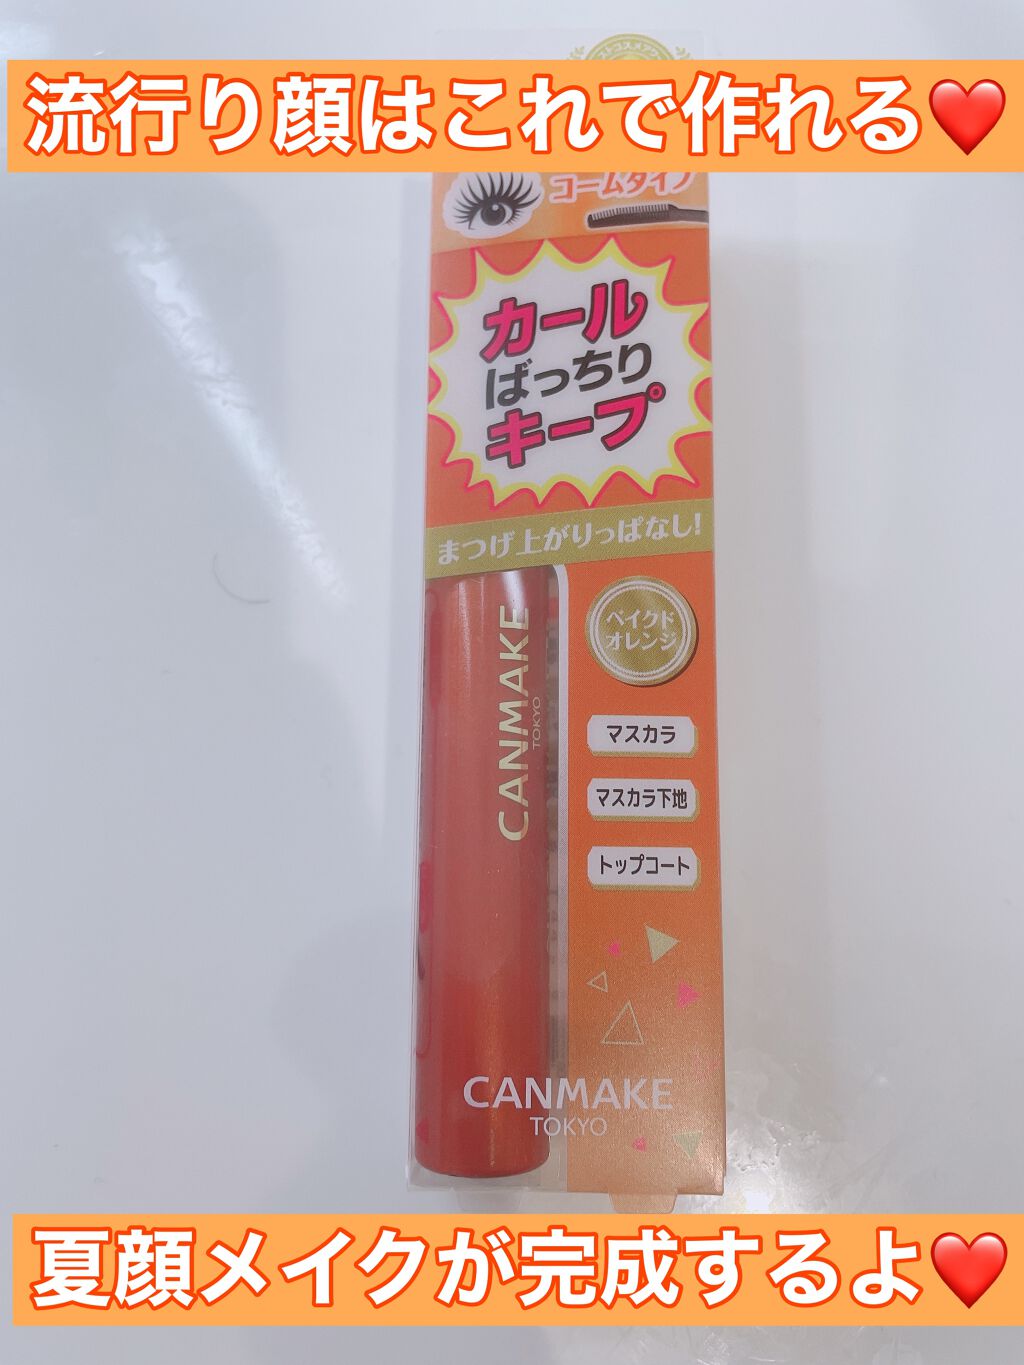 流行り顔はこれで作れる❤️
コームタイプ
カール
ばっちり
キープ
まつげ上がりっぱなし!
ベイクド
オレンジ
CANMAKE
TOKYO
マスカラ
マスカラ下地
トップコート
CANMAKE
TOKYO
夏顔メイクが完成するよ❤️